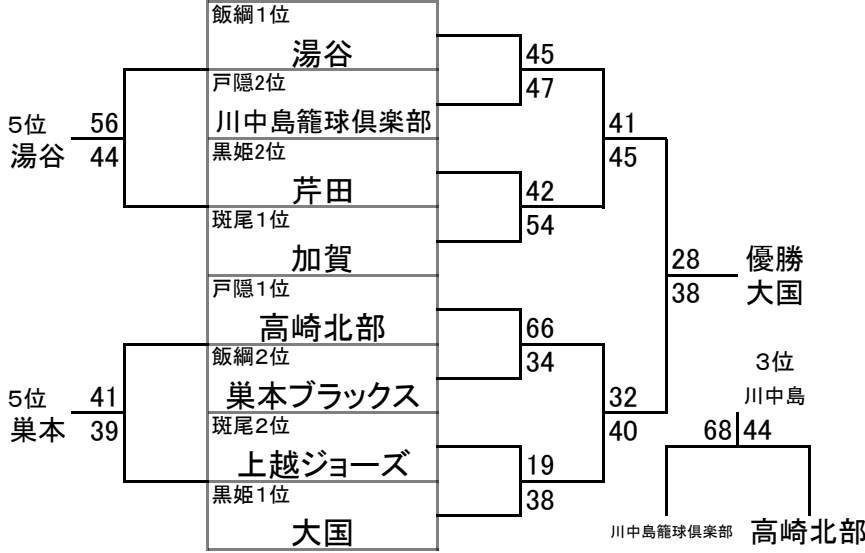 飯綱1位
湯谷
戸隠2位
川中島籠球倶楽部
黒姫2位
芹田
斑尾1位
加賀
戸隠1位
高崎北部
飯綱2位
巣本ブラックス
斑尾2位
上越ジョーズ
黒姫1位
大国
5位
湯谷
56
44
5位
巣本
41
39
45
47
42
54
66
34
19
38
41
45
32
40
28
38
優勝
大国
3位
川中島
68 44
川中島籠球倶楽部 高崎北部